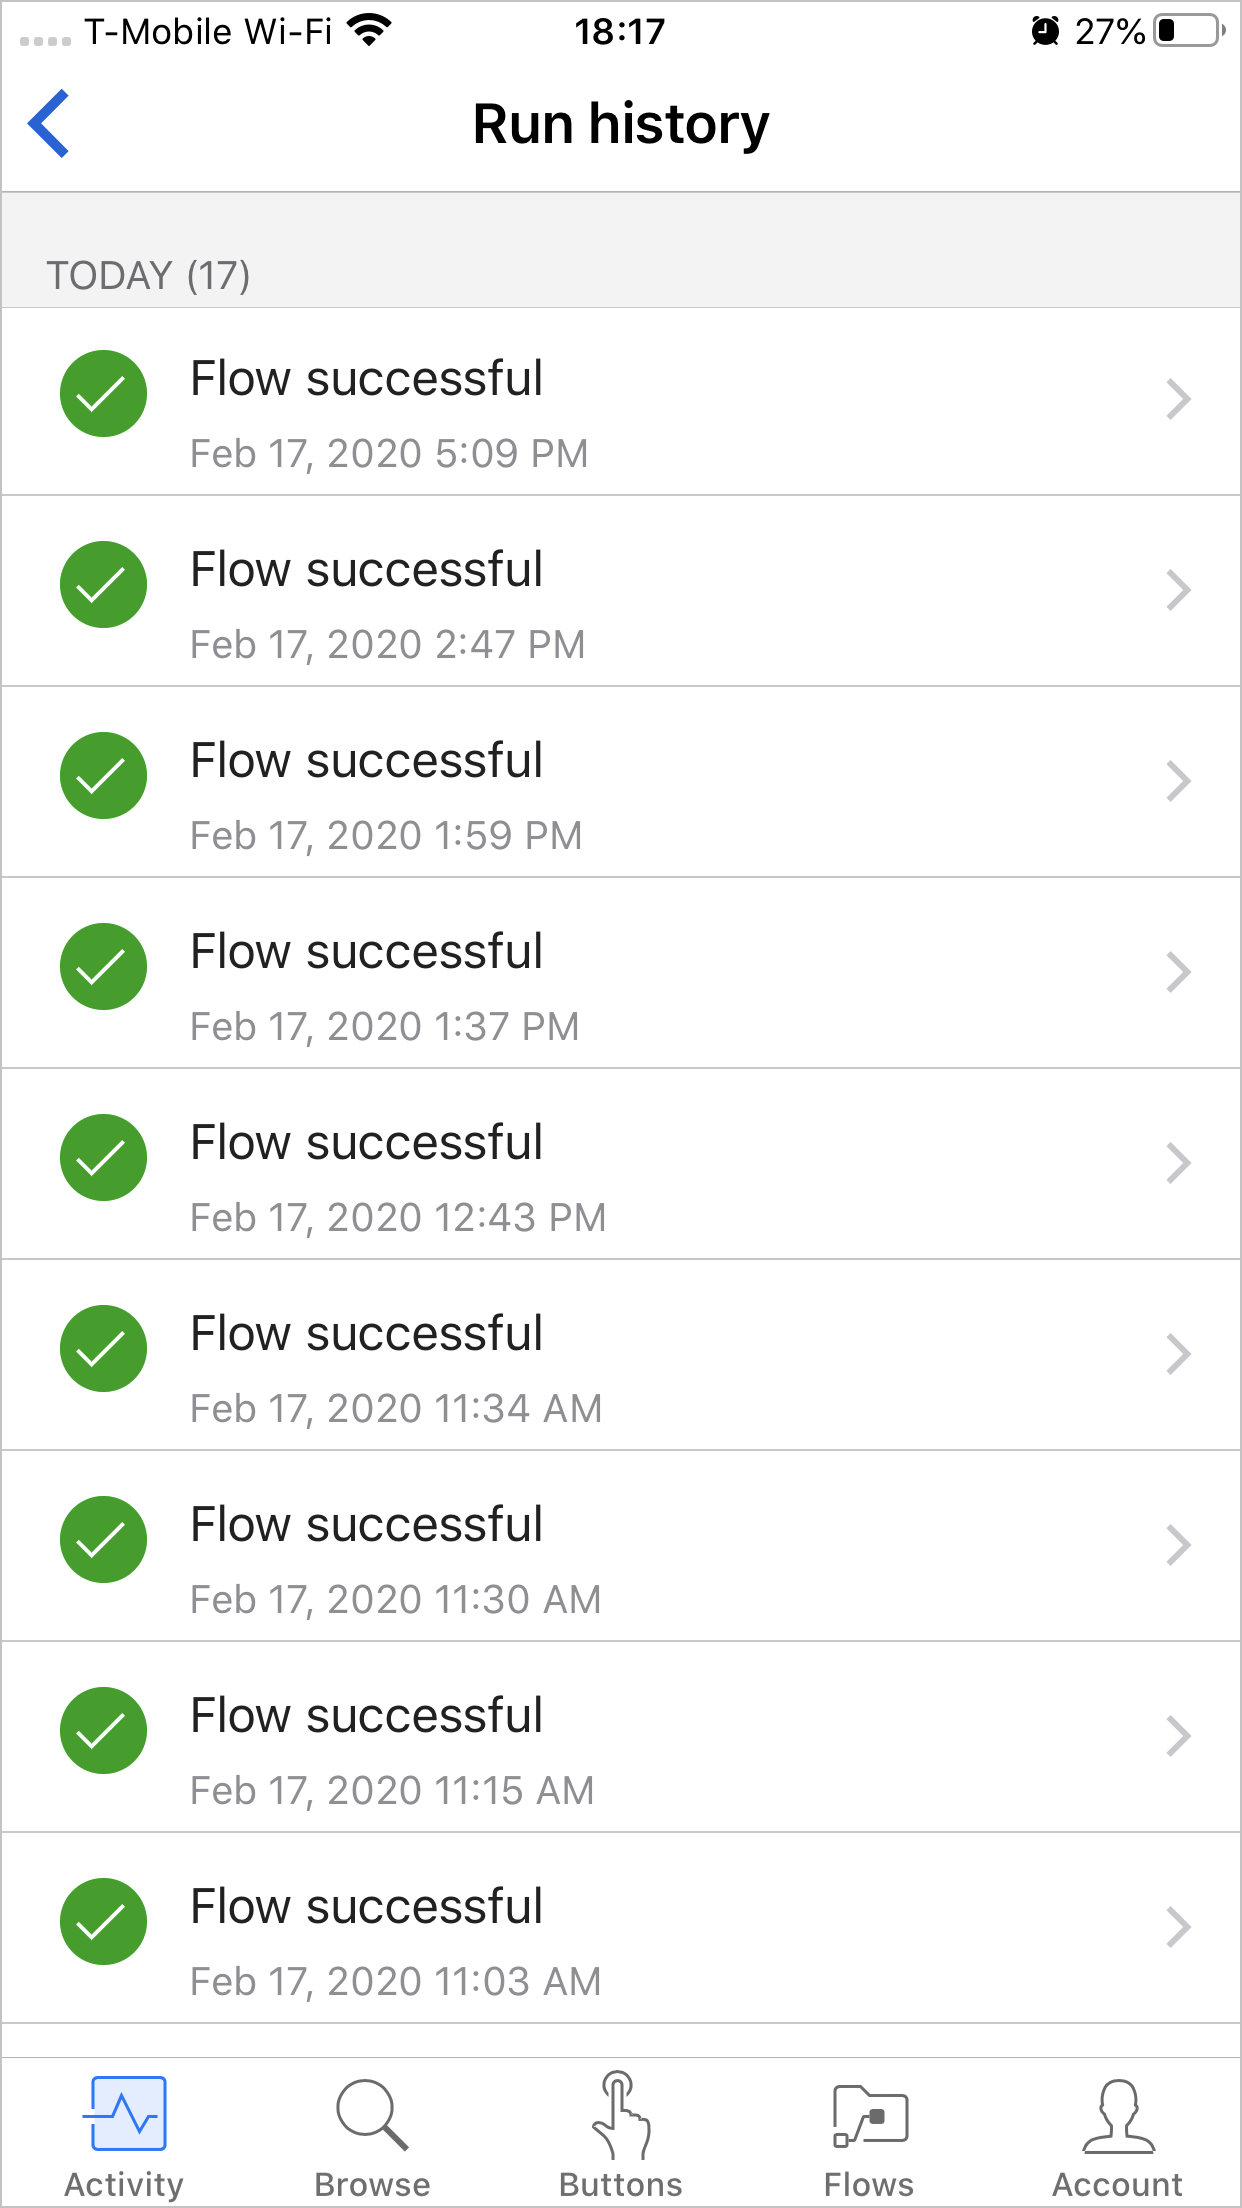 T-Mobile Wi-Fi 18:17 27%
Run history
TODAY (17)
Flow successful
Feb 17, 2020 5:09 PM
Flow successful
Feb 17, 2020 2:47 PM
Flow successful
Feb 17, 2020 1:59 PM
Flow successful
Feb 17, 2020 1:37 PM
Flow successful
Feb 17, 2020 12:43 PM
Flow successful
Feb 17, 2020 11:34 AM
Flow successful
Feb 17, 2020 11:30 AM
Flow successful
Feb 17, 2020 11:15 AM
Flow successful
Feb 17, 2020 11:03 AM
Activity Browse Buttons Flows Account